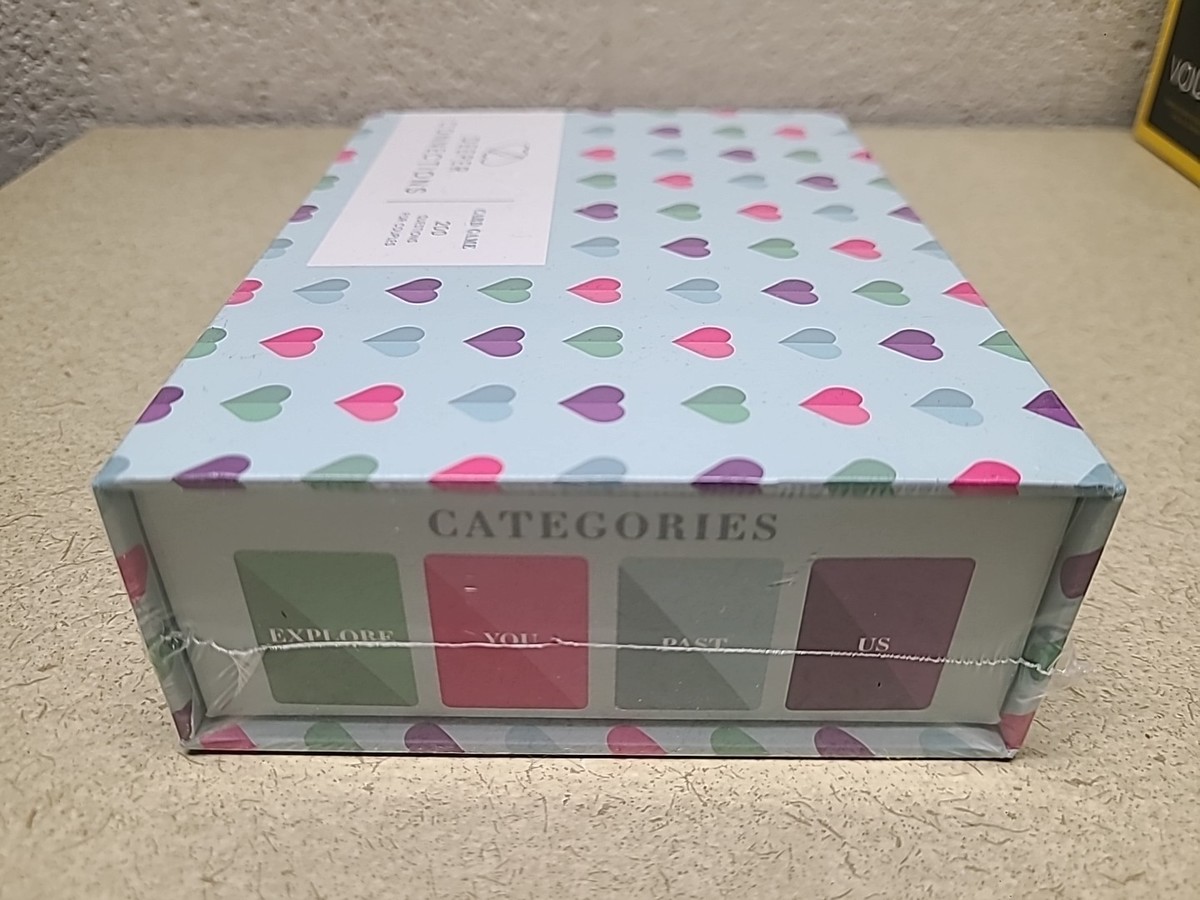 DEEPER
CONNECTIONS
CARD GAME
200
QUESTIONS
FOR COUPLES
CATEGORIES
EXPLORE
YOU
PAST
US